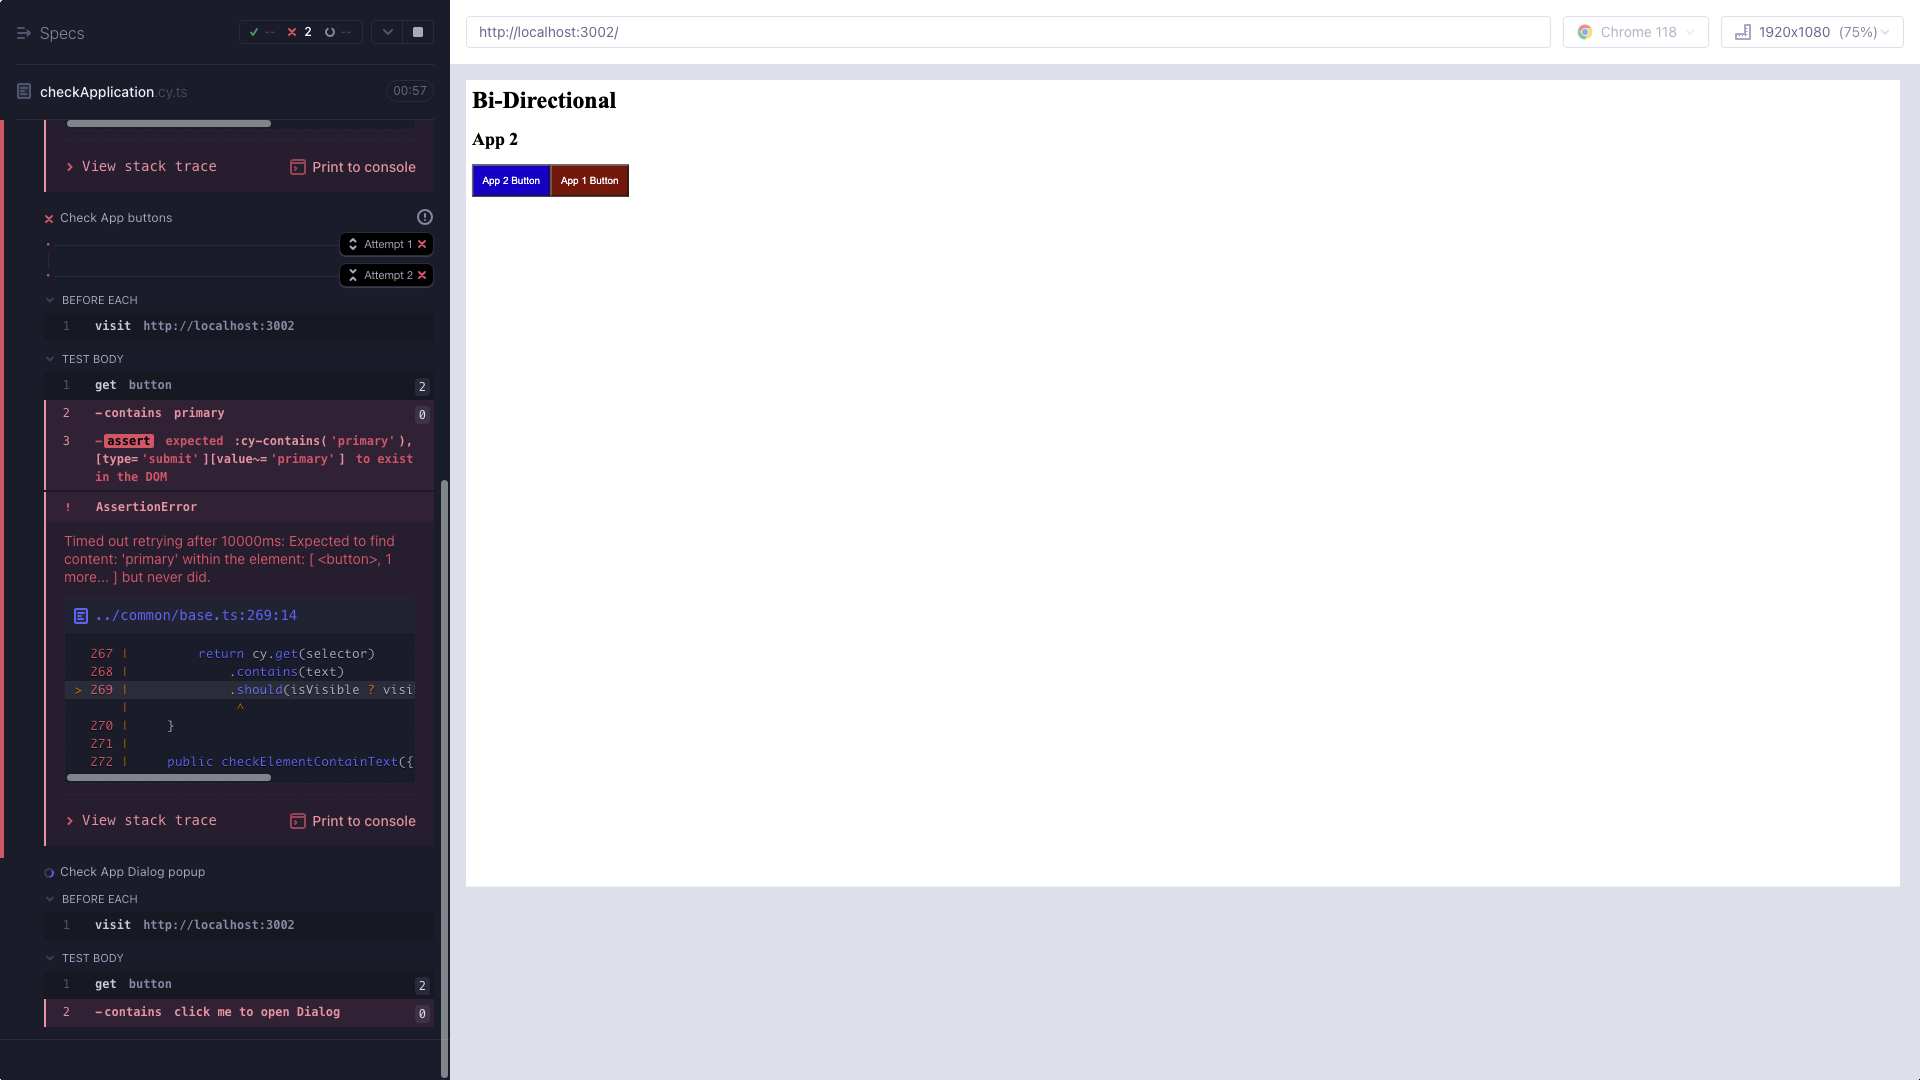 Specs
-- 2 --
checkApplication.cy.ts
00:57
View stack trace
Print to console
Check App buttons
Attempt 1
Attempt 2
BEFORE EACH
1 visit http://localhost:3002
TEST BODY
1 get button 2
2 -contains primary 0
3 -assert expected :cy-contains('primary'),
[type='submit'][value~='primary'] to exist
in the DOM
! AssertionError
Timed out retrying after 10000ms: Expected to find
content: 'primary' within the element: [ <button>, 1
more... ] but never did.
../common/base.ts:269:14
267 | return cy.get(selector)
268 | .contains(text)
> 269 | .should(isVisible ? visi
| ^
270 | }
271 |
272 | public checkElementContainText({
View stack trace
Print to console
Check App Dialog popup
BEFORE EACH
1 visit http://localhost:3002
TEST BODY
1 get button 2
2 -contains click me to open Dialog 0
http://localhost:3002/
Chrome 118
1920x1080 (75%)
Bi-Directional
App 2
App 2 Button
App 1 Button